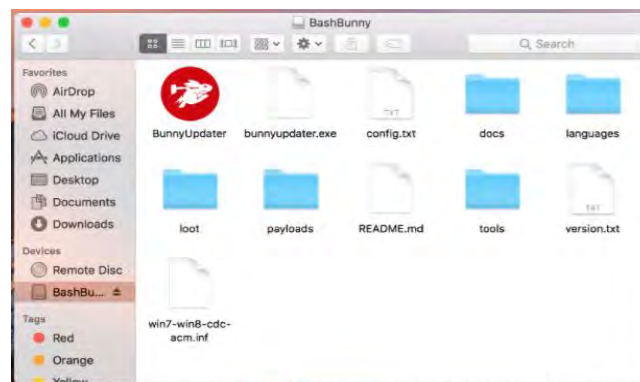 BashBunny
Search
Favorites
AirDrop
All My Files
iCloud Drive
Applications
Desktop
Documents
Downloads
Devices
Remote Disc
BashBu...
Tags
Red
Orange
Yellow
BunnyUpdater
bunnyupdater.exe
TXT
config.txt
docs
languages
loot
payloads
README.md
tools
TXT
version.txt
win7-win8-cdc-
acm.inf